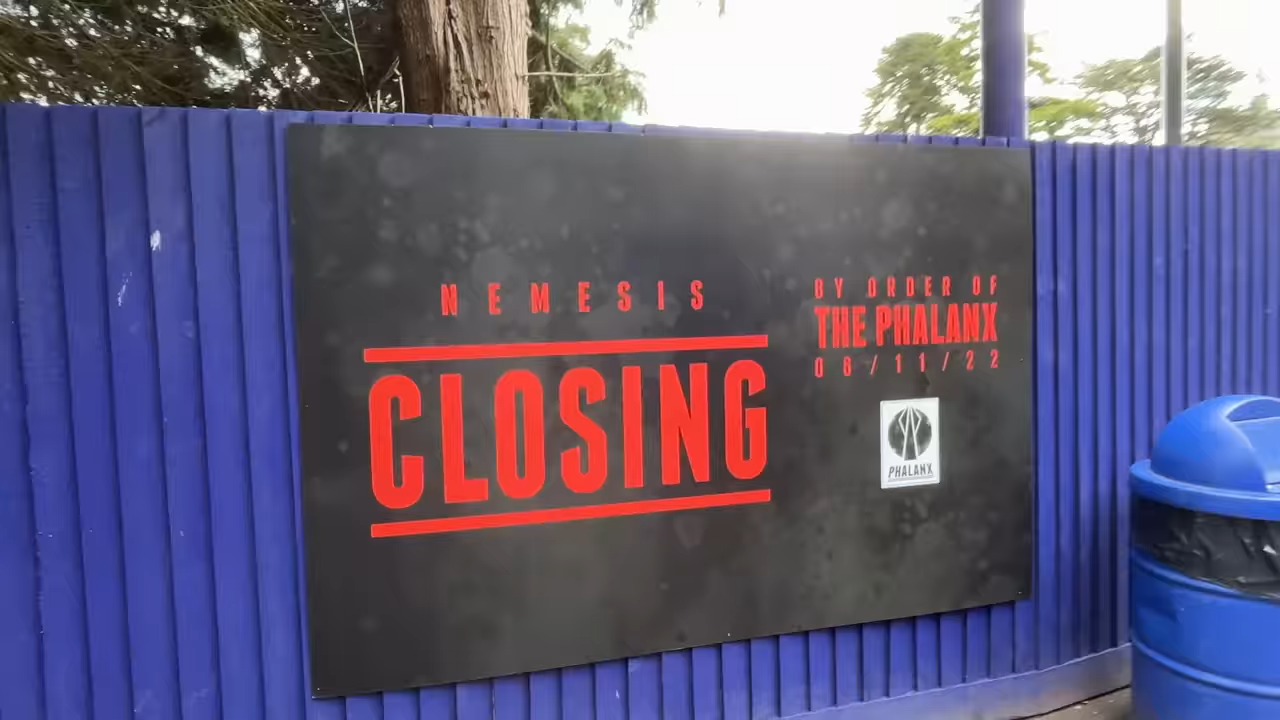 NEMESIS
CLOSING
BY ORDER OF
THE PHALANX
06/11/22
PHALANX